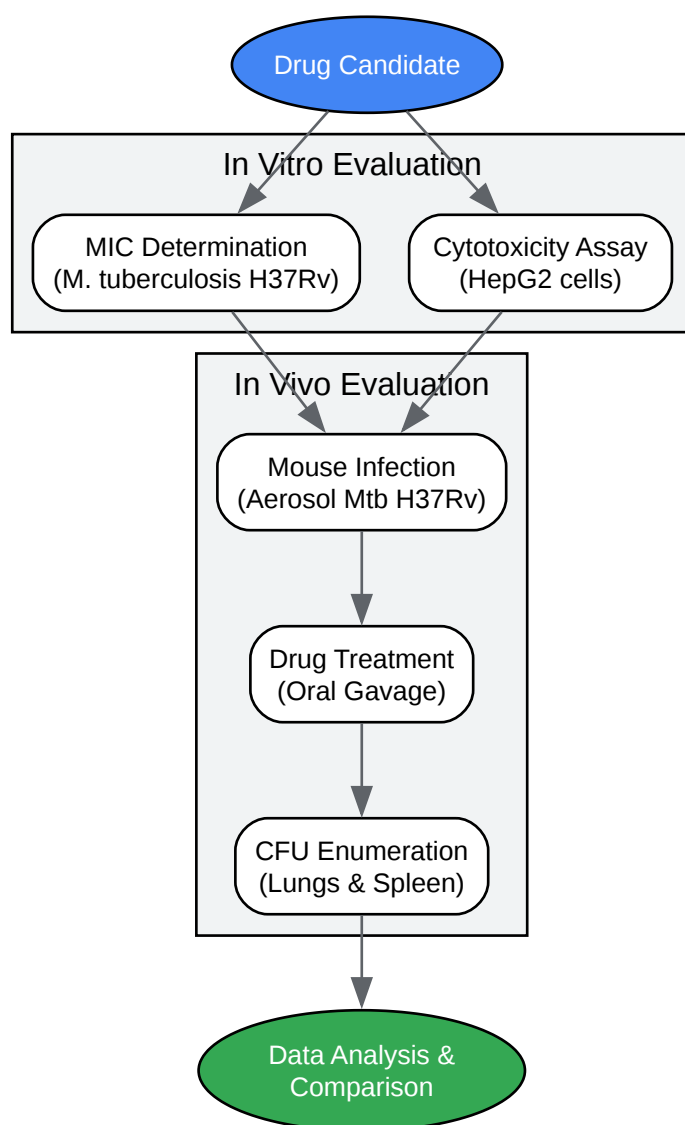 Drug Candidate
In Vitro Evaluation
MIC Determination
(M. tuberculosis H37Rv)
Cytotoxicity Assay
(HepG2 cells)
In Vivo Evaluation
Mouse Infection
(Aerosol Mtb H37Rv)
Drug Treatment
(Oral Gavage)
CFU Enumeration
(Lungs & Spleen)
Data Analysis &
Comparison